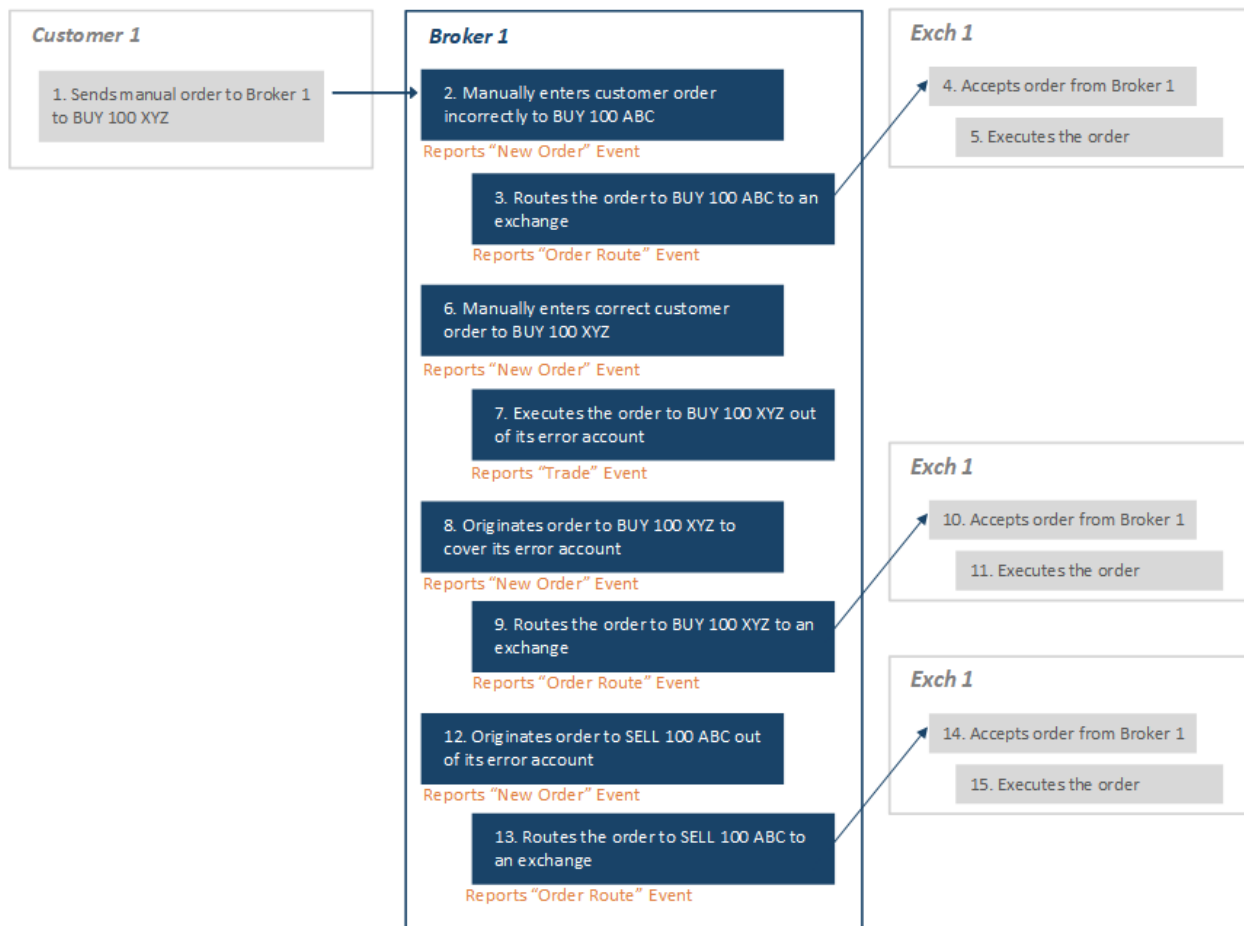 Customer 1
1. Sends manual order to Broker 1
to BUY 100 XYZ
Broker 1
2. Manually enters customer order
incorrectly to BUY 100 ABC
Reports “New Order” Event
3. Routes the order to BUY 100 ABC to an
exchange
Reports “Order Route” Event
Exch 1
4. Accepts order from Broker 1
5. Executes the order
6. Manually enters correct customer
order to BUY 100 XYZ
Reports “New Order” Event
7. Executes the order to BUY 100 XYZ out
of its error account
Reports “Trade” Event
8. Originates order to BUY 100 XYZ to
cover its error account
Reports “New Order” Event
9. Routes the order to BUY 100 XYZ to an
exchange
Reports “Order Route” Event
Exch 1
10. Accepts order from Broker 1
11. Executes the order
12. Originates order to SELL 100 ABC out
of its error account
Reports “New Order” Event
13. Routes the order to SELL 100 ABC to
an exchange
Reports “Order Route” Event
Exch 1
14. Accepts order from Broker 1
15. Executes the order